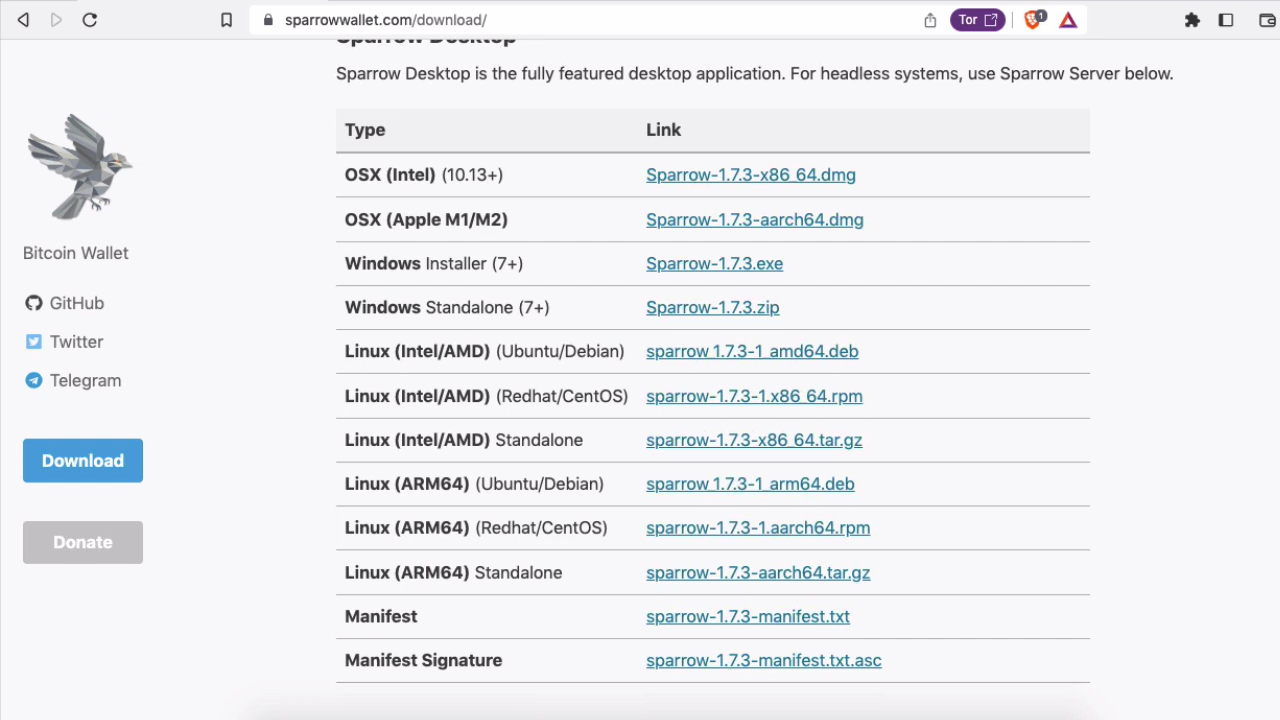 sparrowwallet.com/download/
Tor
1
Sparrow Desktop
Sparrow Desktop is the fully featured desktop application. For headless systems, use Sparrow Server below.
Type Link
OSX (Intel) (10.13+) Sparrow-1.7.3-x86_64.dmg
OSX (Apple M1/M2) Sparrow-1.7.3-aarch64.dmg
Windows Installer (7+) Sparrow-1.7.3.exe
Windows Standalone (7+) Sparrow-1.7.3.zip
Linux (Intel/AMD) (Ubuntu/Debian) sparrow_1.7.3-1_amd64.deb
Linux (Intel/AMD) (Redhat/CentOS) sparrow-1.7.3-1.x86_64.rpm
Linux (Intel/AMD) Standalone sparrow-1.7.3-x86_64.tar.gz
Linux (ARM64) (Ubuntu/Debian) sparrow_1.7.3-1_arm64.deb
Linux (ARM64) (Redhat/CentOS) sparrow-1.7.3-1.aarch64.rpm
Linux (ARM64) Standalone sparrow-1.7.3-aarch64.tar.gz
Manifest sparrow-1.7.3-manifest.txt
Manifest Signature sparrow-1.7.3-manifest.txt.asc
Bitcoin Wallet
GitHub
Twitter
Telegram
Download
Donate